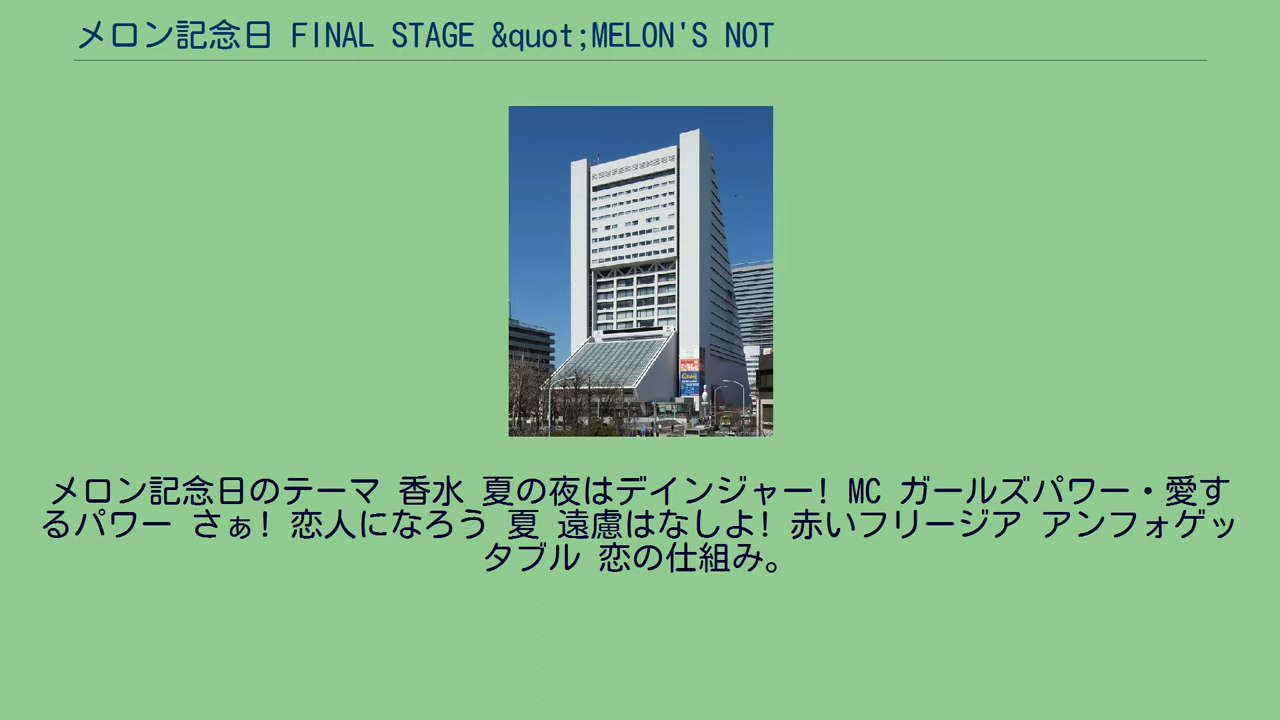 メロン記念日 FINAL STAGE &quot;MELON'S NOT
メロン記念日のテーマ 香水 夏の夜はデインジャー! MC ガールズパワー・愛す
るパワー さぁ! 恋人になろう 夏 遠慮はなしよ! 赤いフリージア アンフォゲッ
タブル 恋の仕組み。